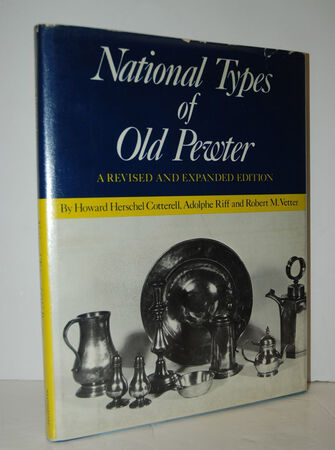 National Types
of
Old Pewter
A REVISED AND EXPANDED EDITION
By Howard Herschel Cotterell, Adolphe Riff and Robert M. Vetter